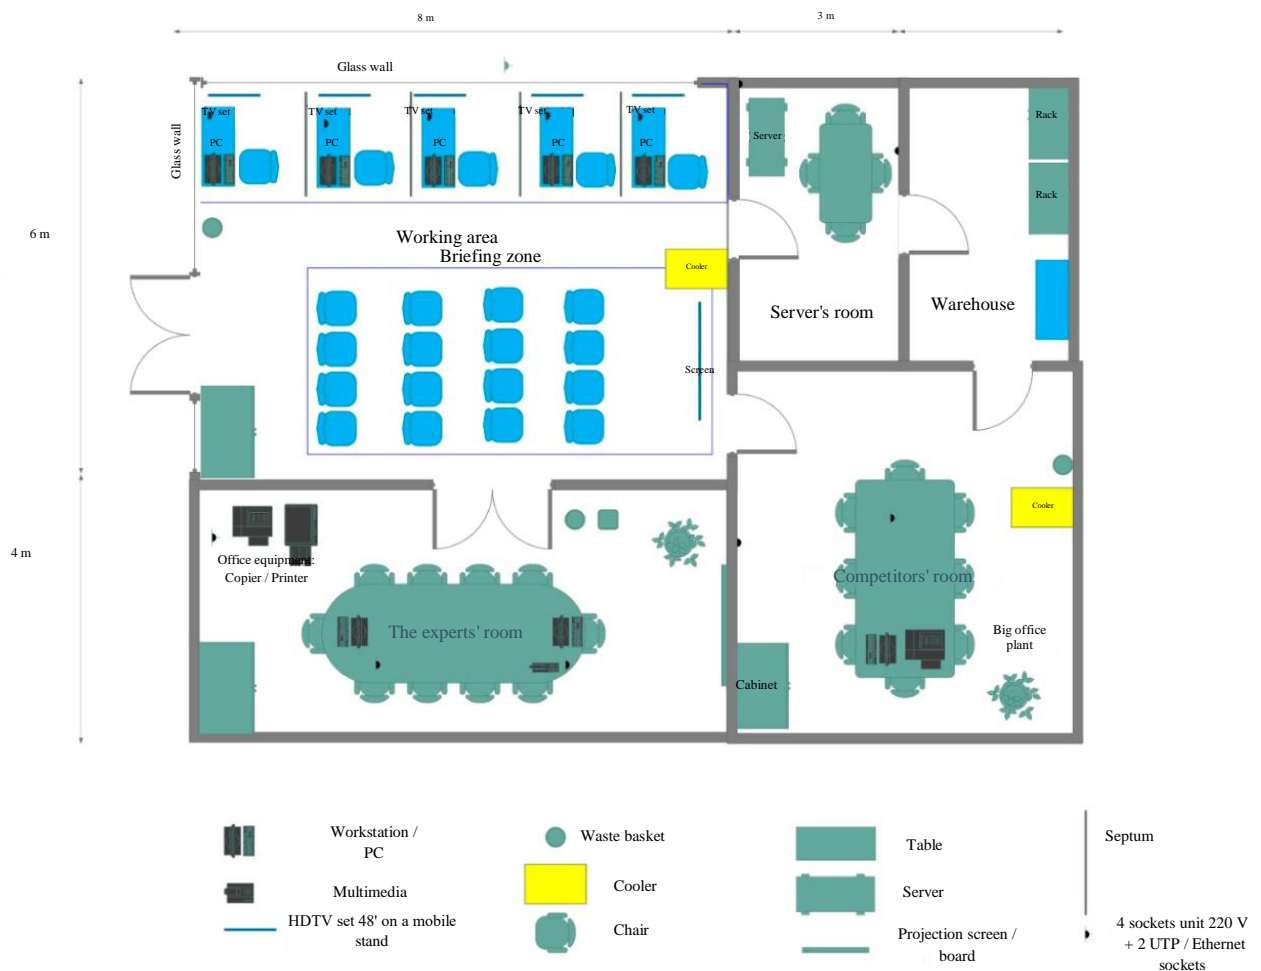 8 m
3 m
Glass wall
Glass wall
TV set
TV set
TV set
TV set
TV set
PC
PC
PC
PC
PC
Server
Rack
Rack
6 m
Working area
Briefing zone
Cooler
Server's room
Warehouse
Screen
Cooler
4 m
Office equipment:
Copier / Printer
The experts' room
Competitors' room
Big office
plant
Cabinet
Workstation /
PC
Multimedia
HDTV set 48' on a mobile
stand
Waste basket
Cooler
Chair
Table
Server
Projection screen /
board
Septum
4 sockets unit 220 V
+ 2 UTP / Ethernet
sockets